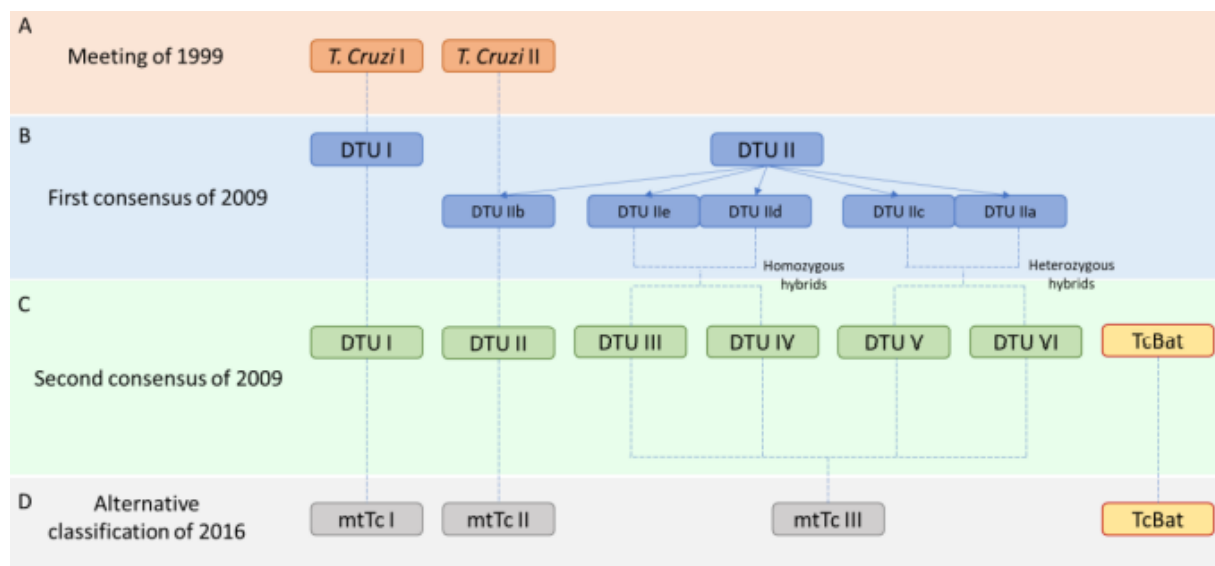 A
Meeting of 1999
T. Cruzi I
T. Cruzi II
B
First consensus of 2009
DTU I
DTU II
DTU IIb
DTU IIe
DTU IId
DTU IIc
DTU IIa
Homozygous
hybrids
Heterozygous
hybrids
C
Second consensus of 2009
DTU I
DTU II
DTU III
DTU IV
DTU V
DTU VI
TcBat
D
Alternative
classification of 2016
mtTc I
mtTc II
mtTc III
TcBat